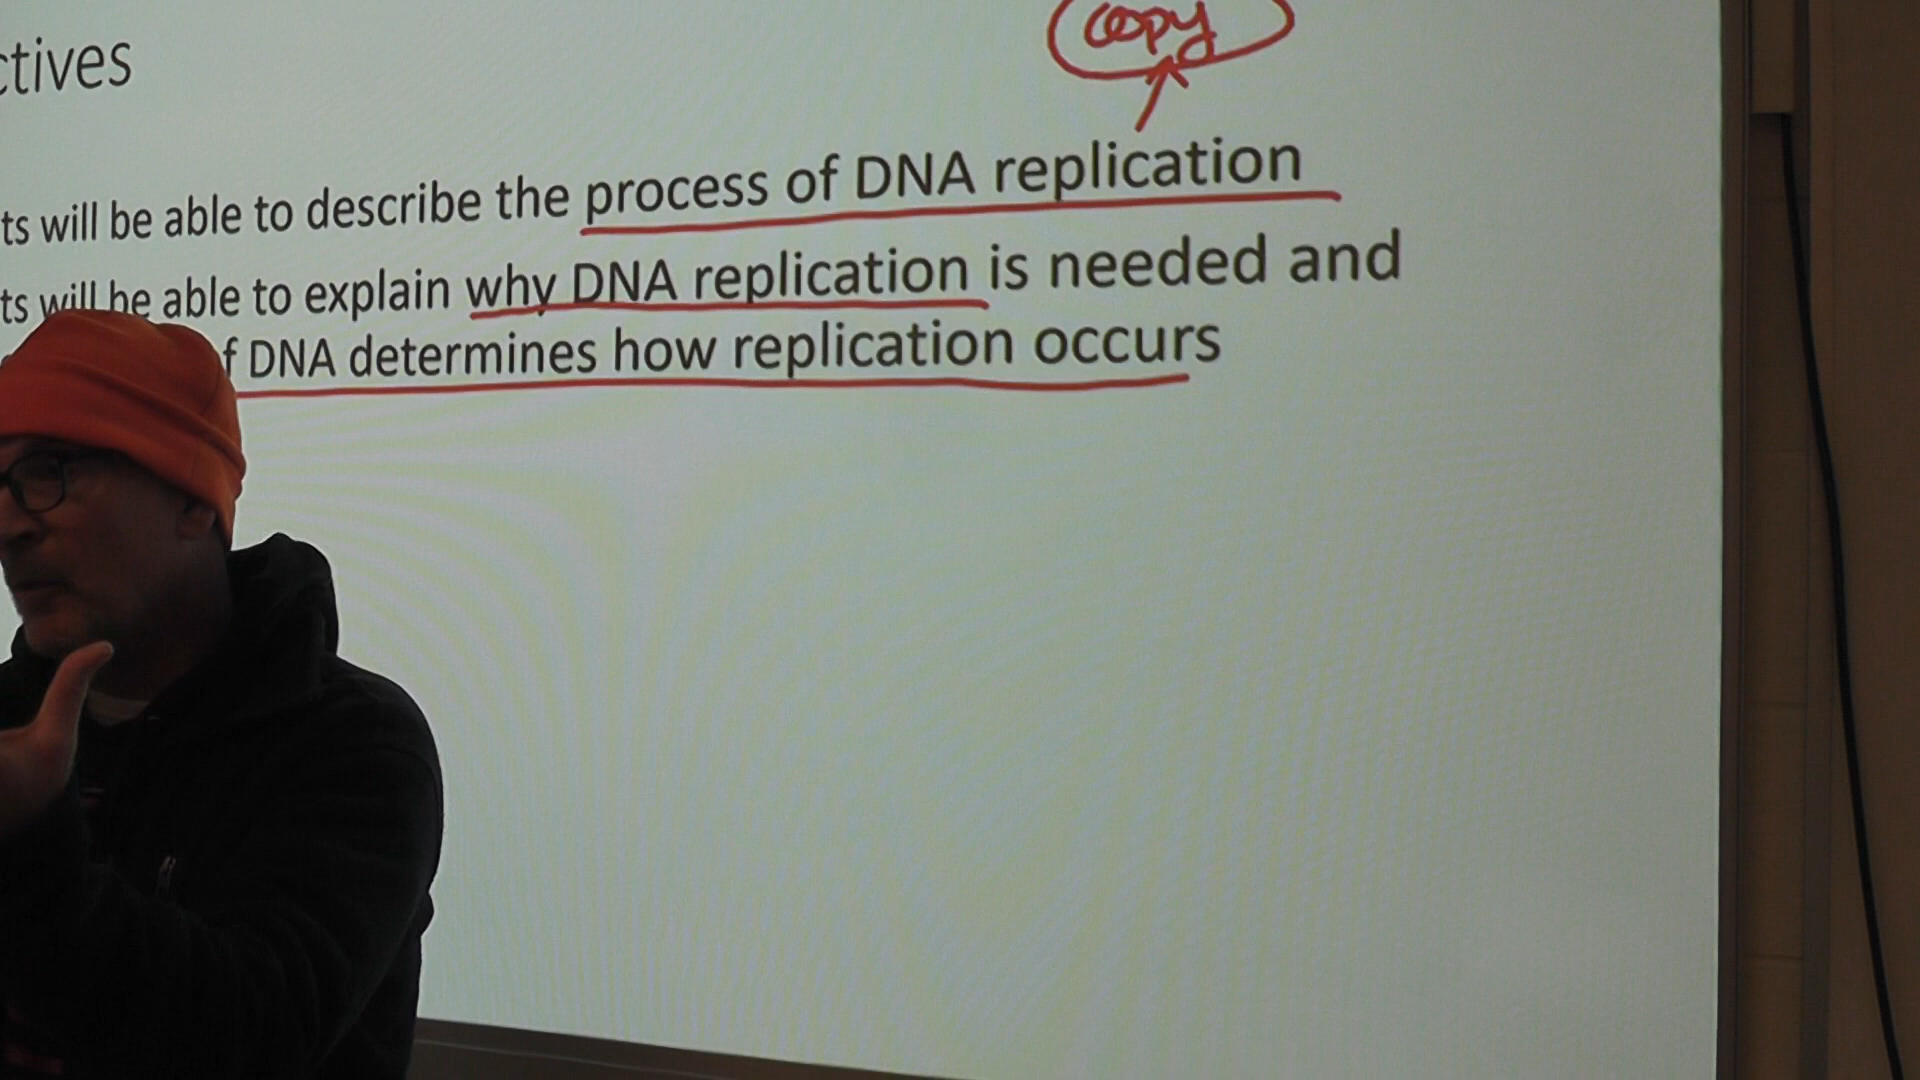 copy
ctives
ts will be able to describe the process of DNA replication
ts will be able to explain why DNA replication is needed and
f DNA determines how replication occurs